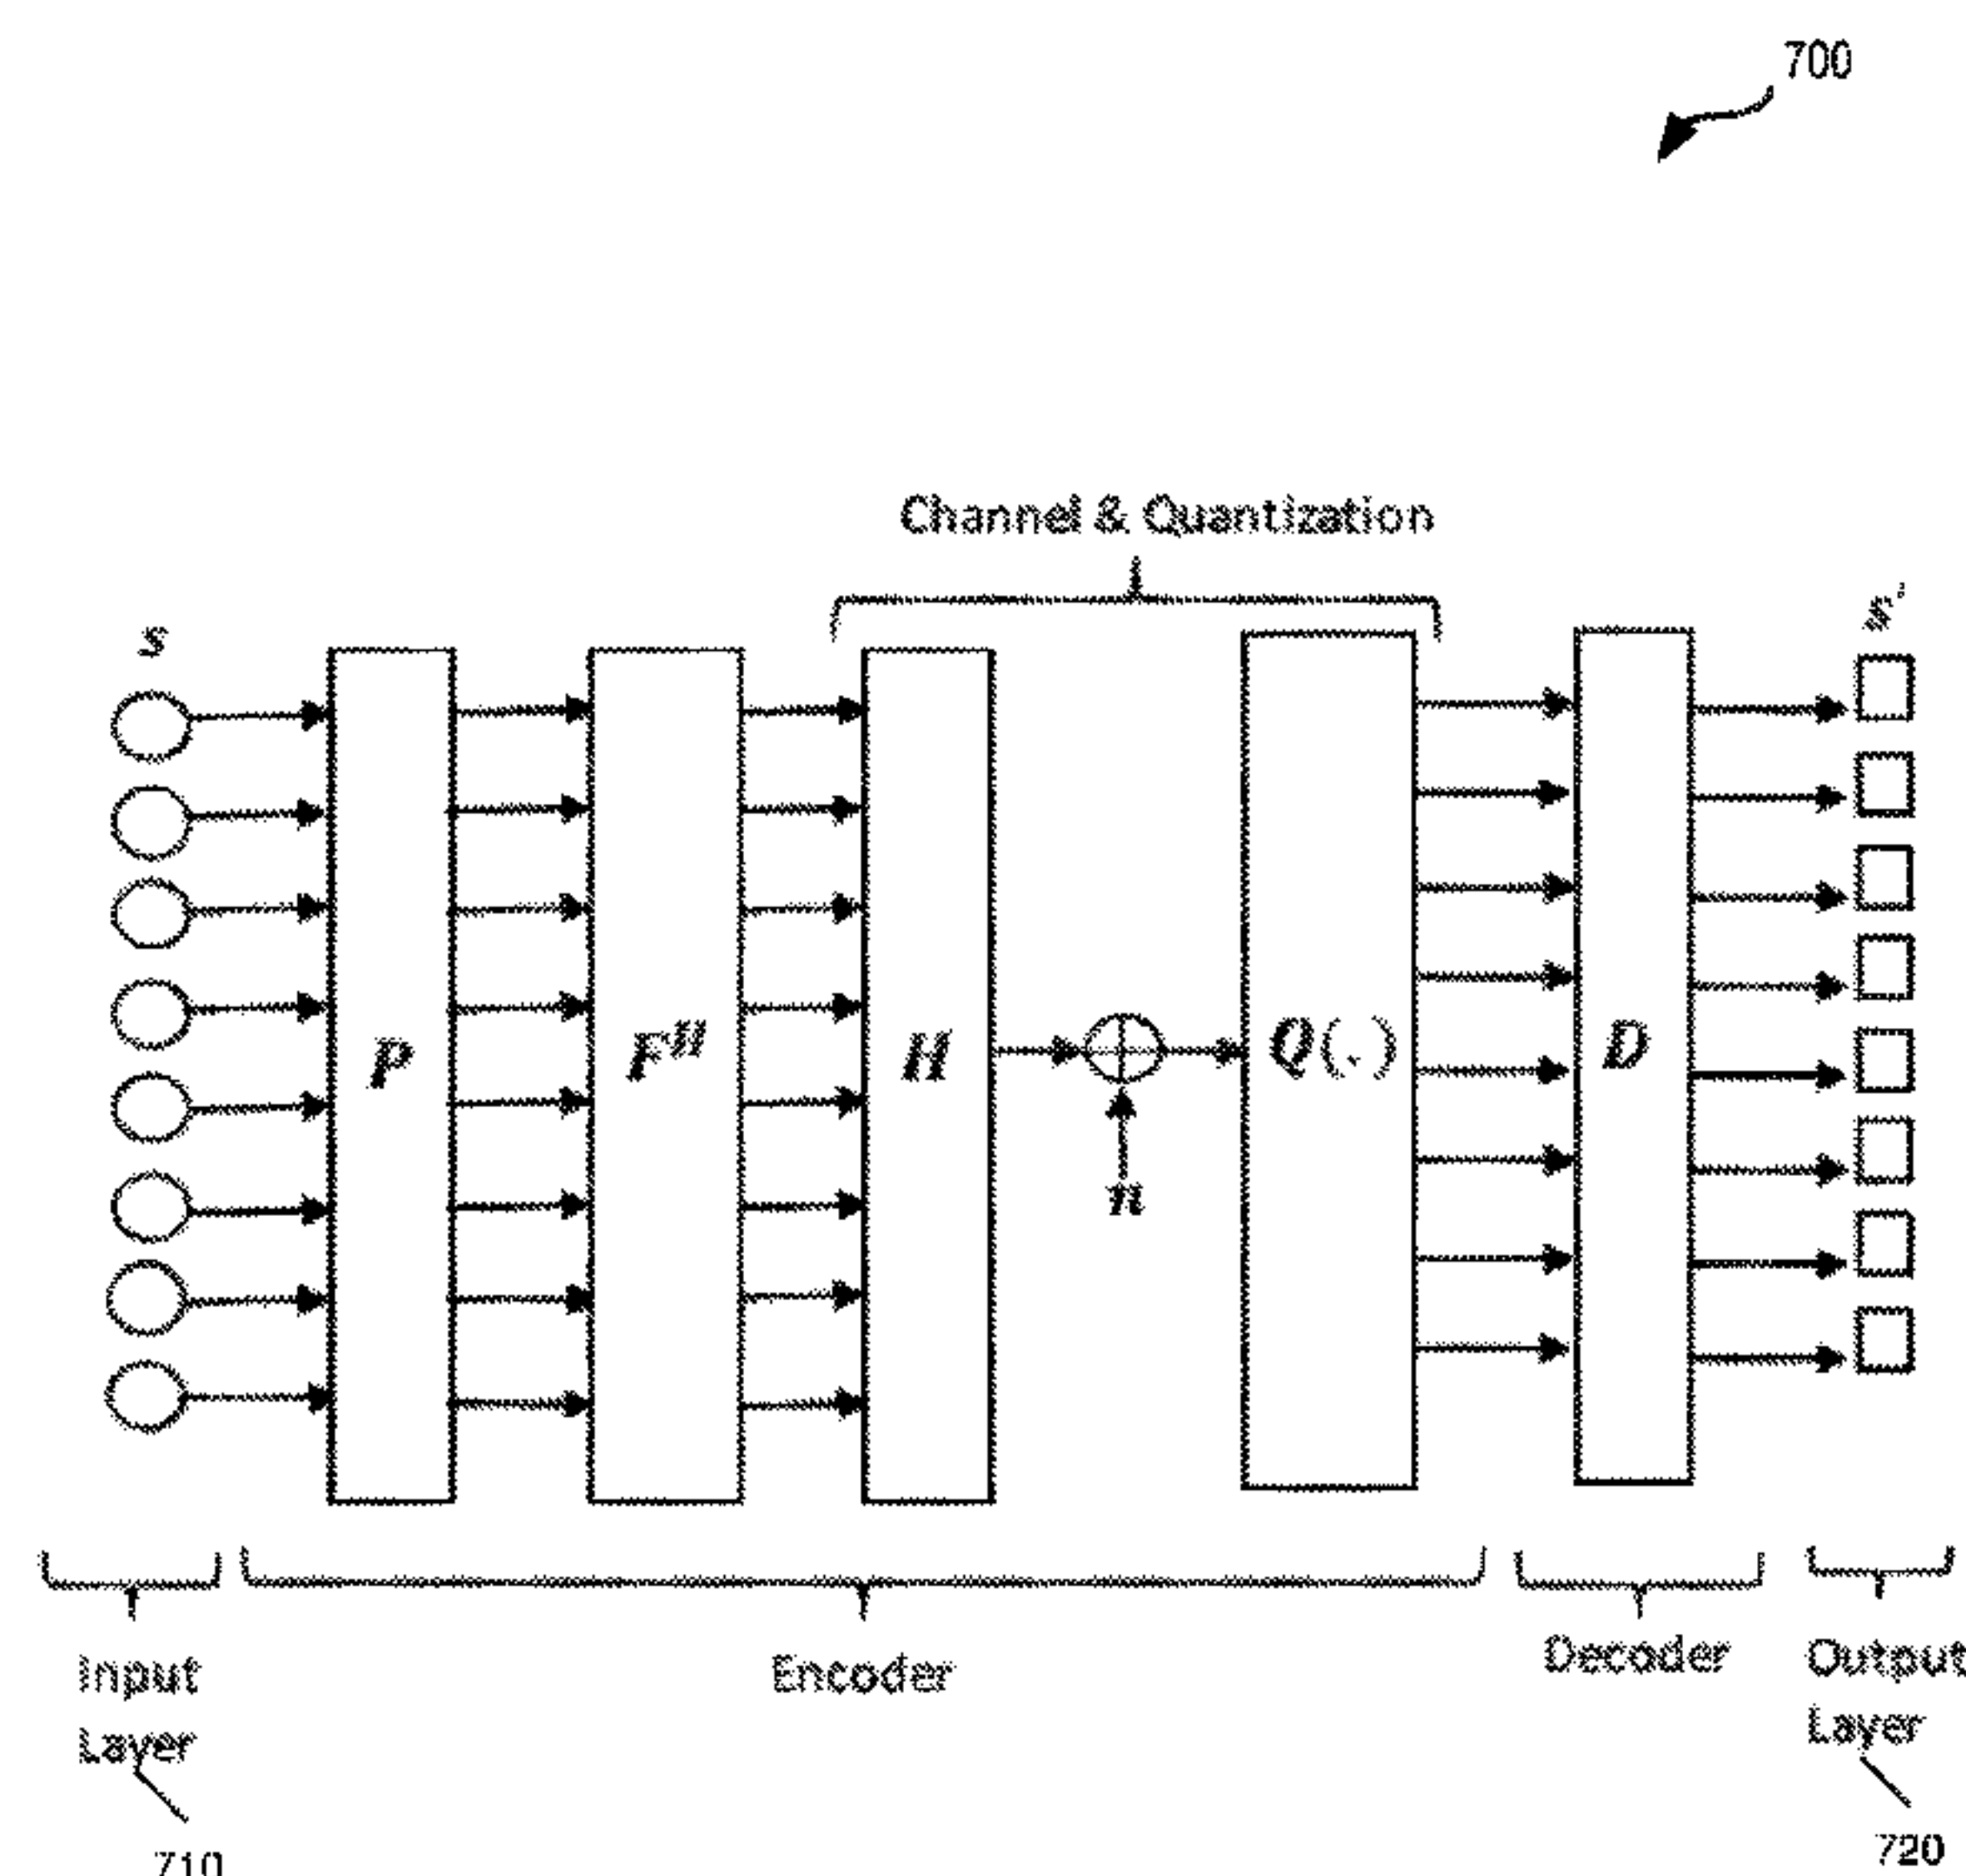 700
Channel & Quantization
s
s'
P
F^H
H
Q(.)
D
n
Input
Layer
Encoder
Decoder
Output
Layer
710
720